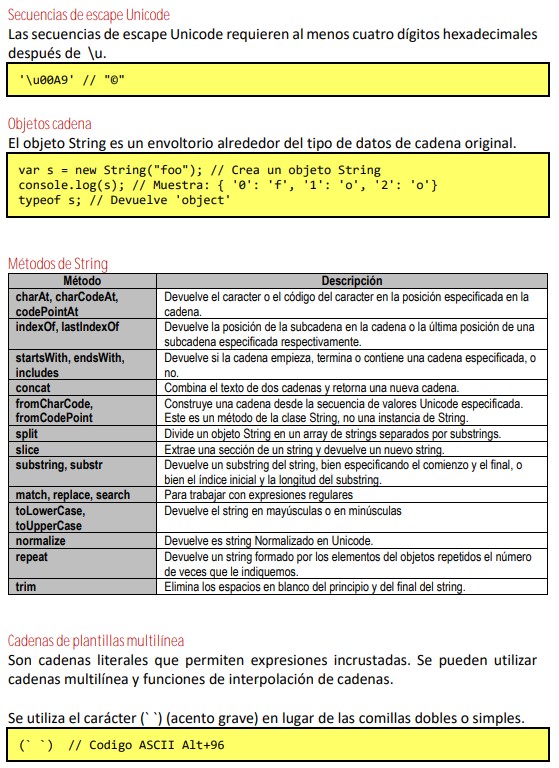 Secuencias de escape Unicode
Las secuencias de escape Unicode requieren al menos cuatro dígitos hexadecimales
después de \u.
'\u00A9' // "©"
Objetos cadena
El objeto String es un envoltorio alrededor del tipo de datos de cadena original.
var s = new String("foo"); // Crea un objeto String
console.log(s); // Muestra: { '0': 'f', '1': 'o', '2': 'o'}
typeof s; // Devuelve 'object'
Métodos de String
Método Descripción
charAt, charCodeAt, Devuelve el caracter o el código del caracter en la posición especificada en la
codePointAt cadena.
indexOf, lastIndexOf Devuelve la posición de la subcadena en la cadena o la última posición de una
subcadena especificada respectivamente.
startsWith, endsWith, Devuelve si la cadena empieza, termina o contiene una cadena especificada, o
includes no.
concat Combina el texto de dos cadenas y retorna una nueva cadena.
fromCharCode, Construye una cadena desde la secuencia de valores Unicode especificada.
fromCodePoint Este es un método de la clase String, no una instancia de String.
split Divide un objeto String en un array de strings separados por substrings.
slice Extrae una sección de un string y devuelve un nuevo string.
substring, substr Devuelve un substring del string, bien especificando el comienzo y el final, o
bien el índice inicial y la longitud del substring.
match, replace, search Para trabajar con expresiones regulares
toLowerCase, Devuelve el string en mayúsculas o en minúsculas
toUpperCase
normalize Devuelve es string Normalizado en Unicode.
repeat Devuelve un string formado por los elementos del objetos repetidos el número
de veces que le indiquemos.
trim Elimina los espacios en blanco del principio y del final del string.
Cadenas de plantillas multilínea
Son cadenas literales que permiten expresiones incrustadas. Se pueden utilizar
cadenas multilínea y funciones de interpolación de cadenas.
Se utiliza el carácter (` `) (acento grave) en lugar de las comillas dobles o simples.
(` `) // Codigo ASCII Alt+96